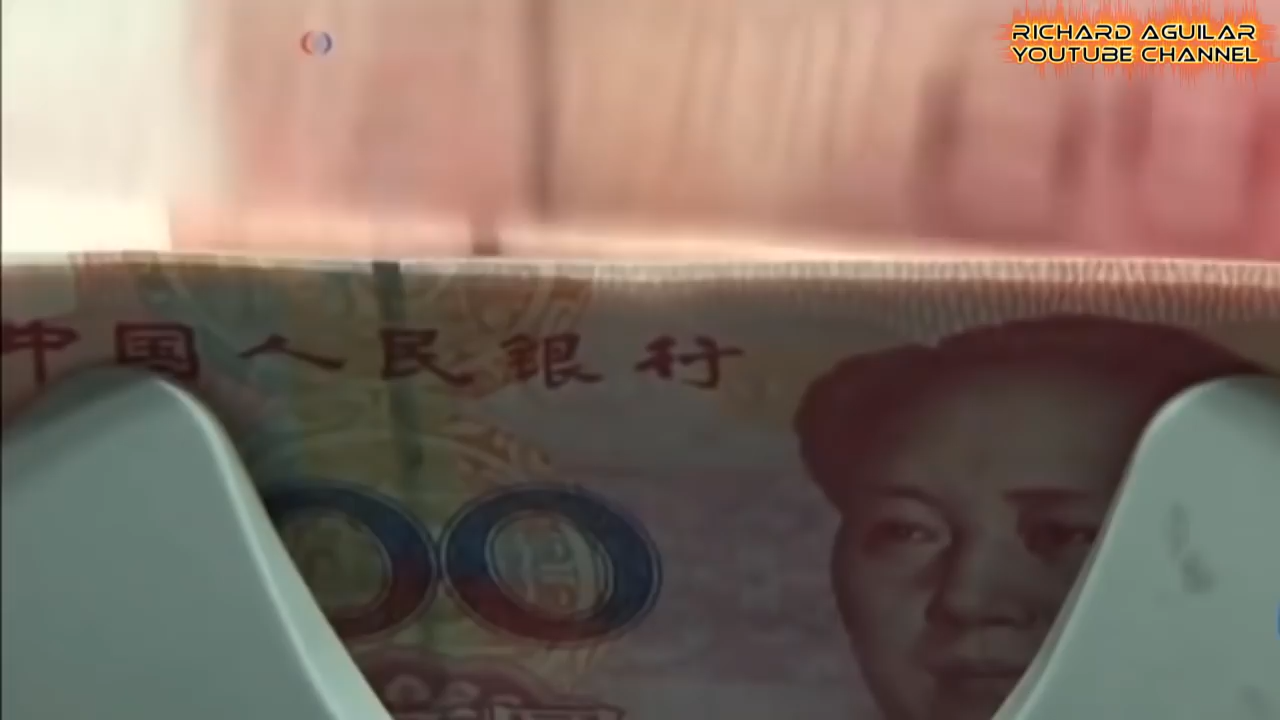 RICHARD AGUILAR
YOUTUBE CHANNEL
中国人民银行
00